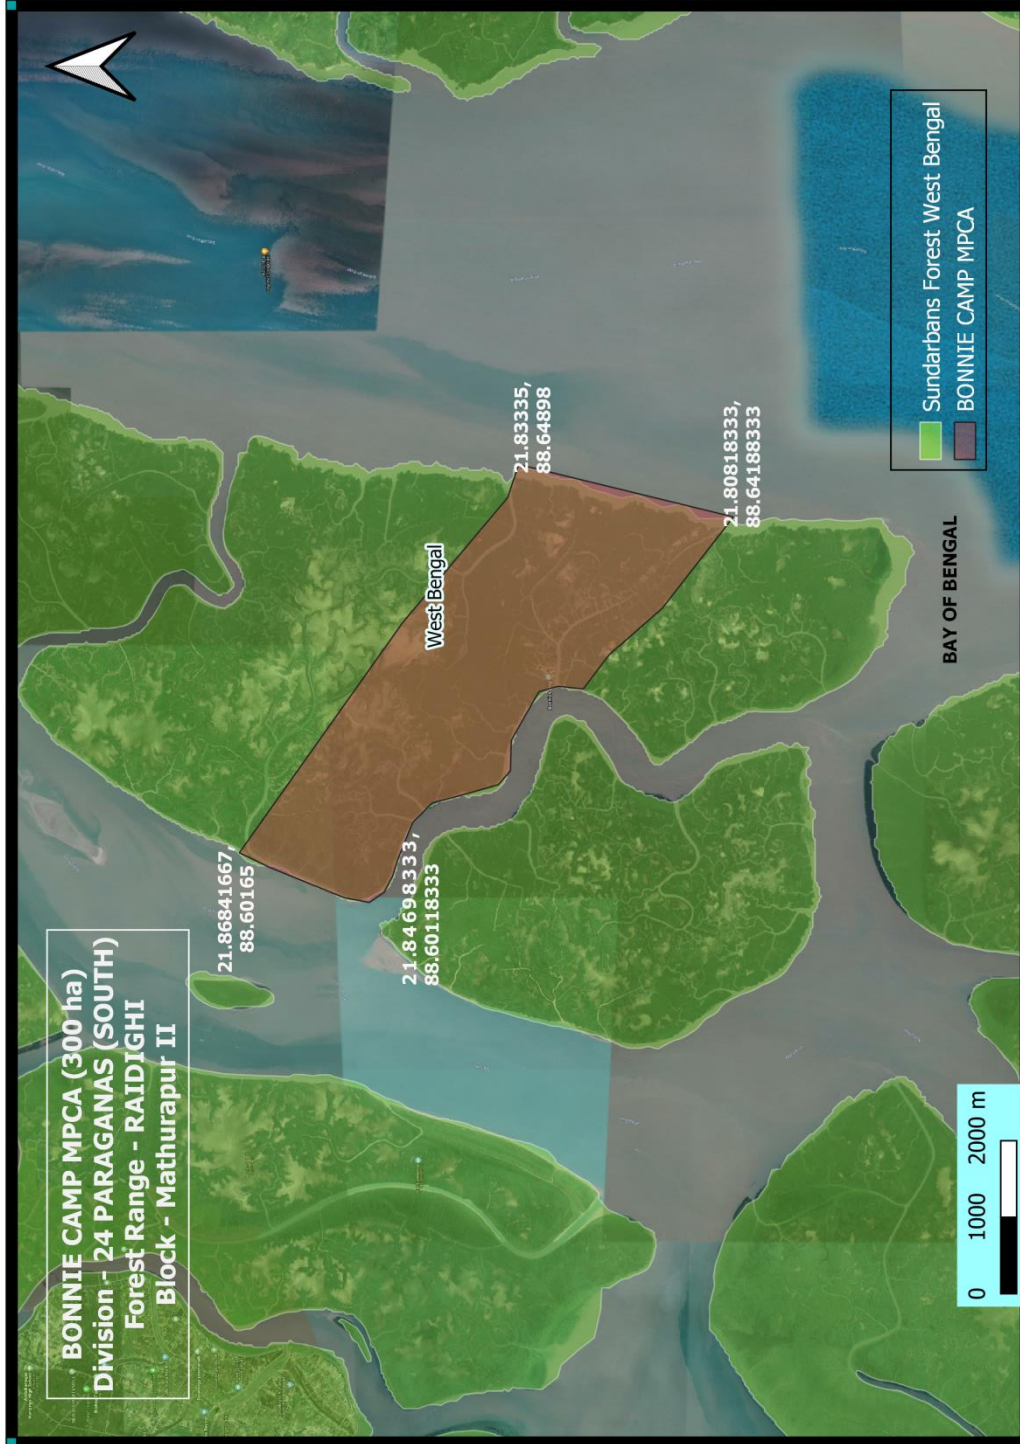 BONNIE CAMP MPCA (300 ha)
Division - 24 PARAGANAS (SOUTH)
Forest Range - RAIDIGHI
Block - Mathurapur II
21.86841667,
88.60165
21.84698333,
88.60118333
West Bengal
21.83335,
88.64898
21.80818333,
88.64188333
BAY OF BENGAL
Sundarbans Forest West Bengal
BONNIE CAMP MPCA
0 1000 2000 m